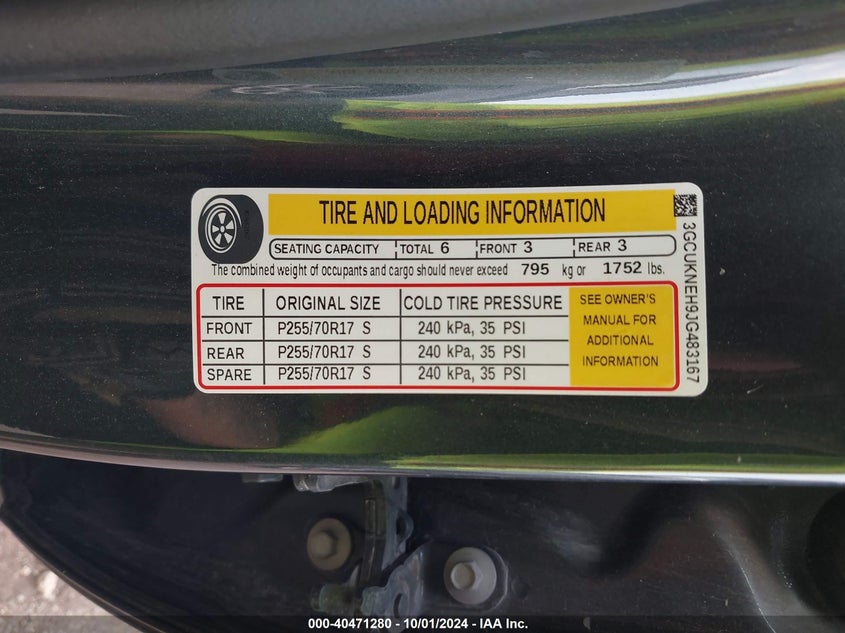 TIRE AND LOADING INFORMATION
SEATING CAPACITY TOTAL 6 FRONT 3 REAR 3
The combined weight of occupants and cargo should never exceed 795 kg or 1752 lbs.
TIRE ORIGINAL SIZE COLD TIRE PRESSURE
FRONT P255/70R17 S 240 kPa, 35 PSI
REAR P255/70R17 S 240 kPa, 35 PSI
SPARE P255/70R17 S 240 kPa, 35 PSI
SEE OWNER'S
MANUAL FOR
ADDITIONAL
INFORMATION
3GCUKNEH9JG483167
000-40471280 - 10/01/2024 - IAA Inc.